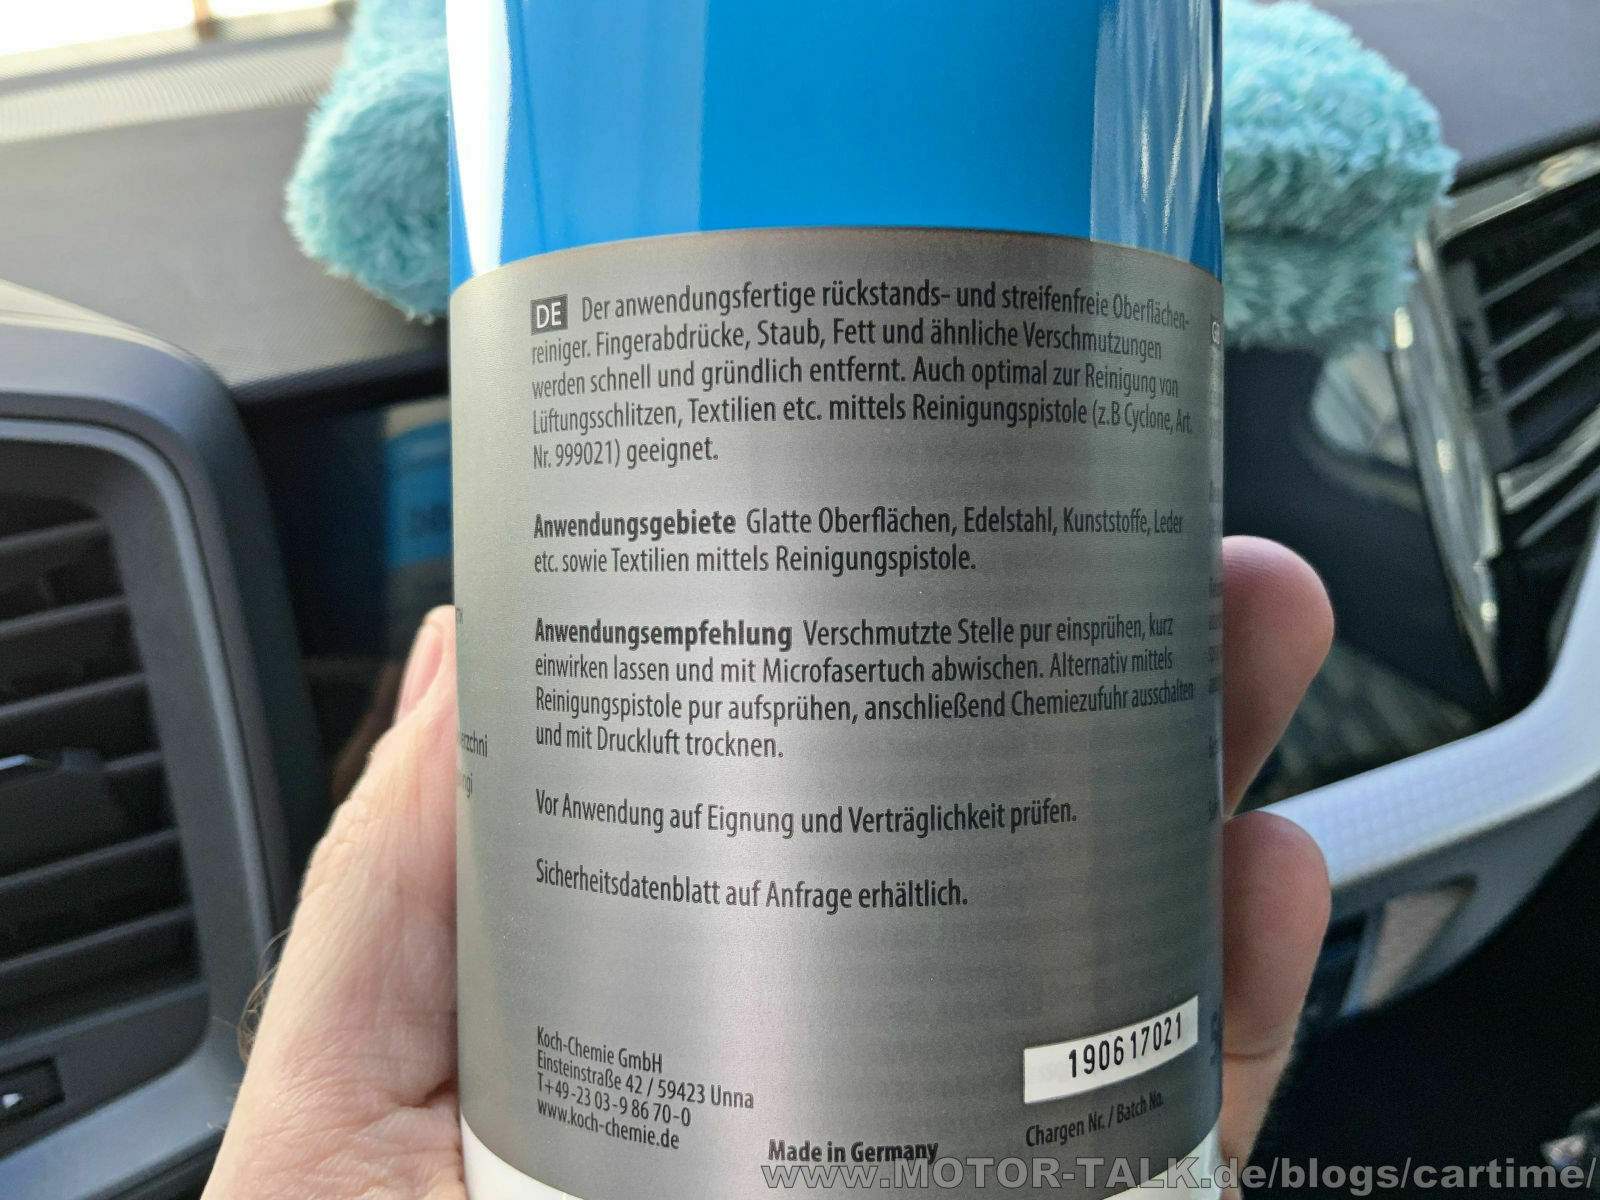 DE Der anwendungsfertige rückstands- und streifenfreie Oberflächen-
reiniger. Fingerabdrücke, Staub, Fett und ähnliche Verschmutzungen
werden schnell und gründlich entfernt. Auch optimal zur Reinigung von
Lüftungsschlitzen, Textilien etc. mittels Reinigungspistole (z.B Cyclone, Art.
Nr. 999021) geeignet.
Anwendungsgebiete Glatte Oberflächen, Edelstahl, Kunststoffe, Leder
etc. sowie Textilien mittels Reinigungspistole.
Anwendungsempfehlung Verschmutzte Stelle pur einsprühen, kurz
einwirken lassen und mit Microfasertuch abwischen. Alternativ mittels
Reinigungspistole pur aufsprühen, anschließend Chemiezufuhr ausschalten
und mit Druckluft trocknen.
Vor Anwendung auf Eignung und Verträglichkeit prüfen.
Sicherheitsdatenblatt auf Anfrage erhältlich.
Koch-Chemie GmbH
Einsteinstraße 42 / 59423 Unna
T+49-23 03-9 86 70-0
www.koch-chemie.de
190617021
Chargen Nr. / Batch No.
Made in Germany
www.MOTOR-TALK.de/blogs/cartime/